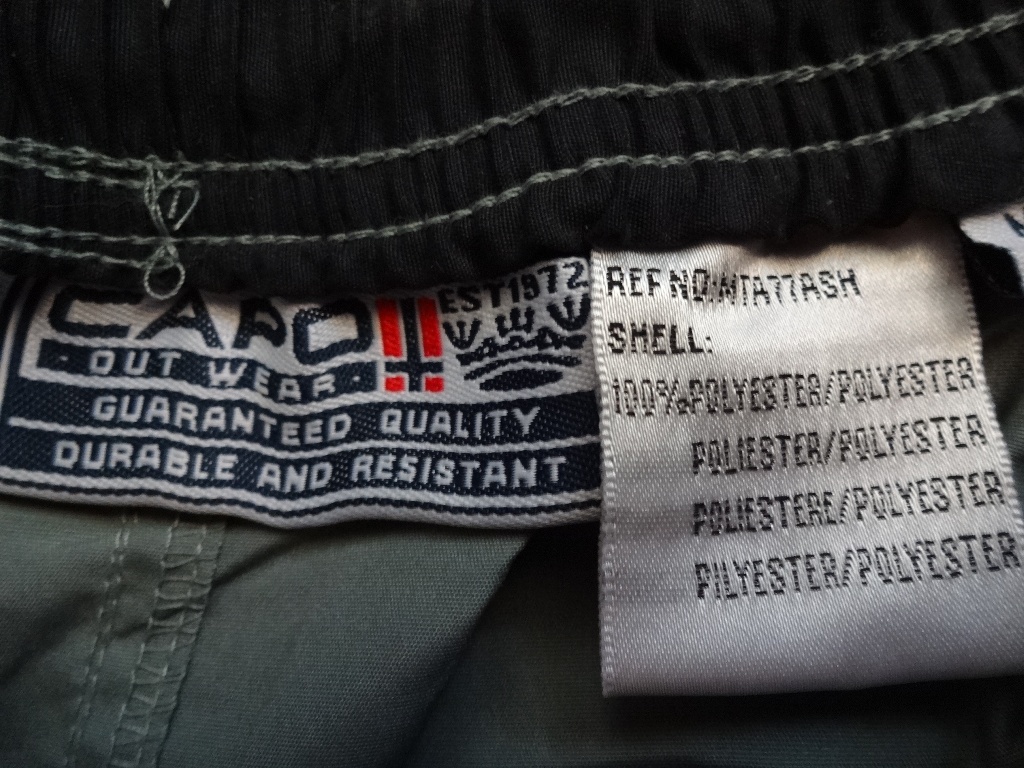 CAPO
EST1972
OUT WEAR
GUARANTEED QUALITY
DURABLE AND RESISTANT
REF NO:NTA77ASH
SHELL:
100%POLYESTER/POLYESTER
POLIESTER/POLYESTER
POLIESTERE/POLYESTER
PILYESTER/POLYESTER